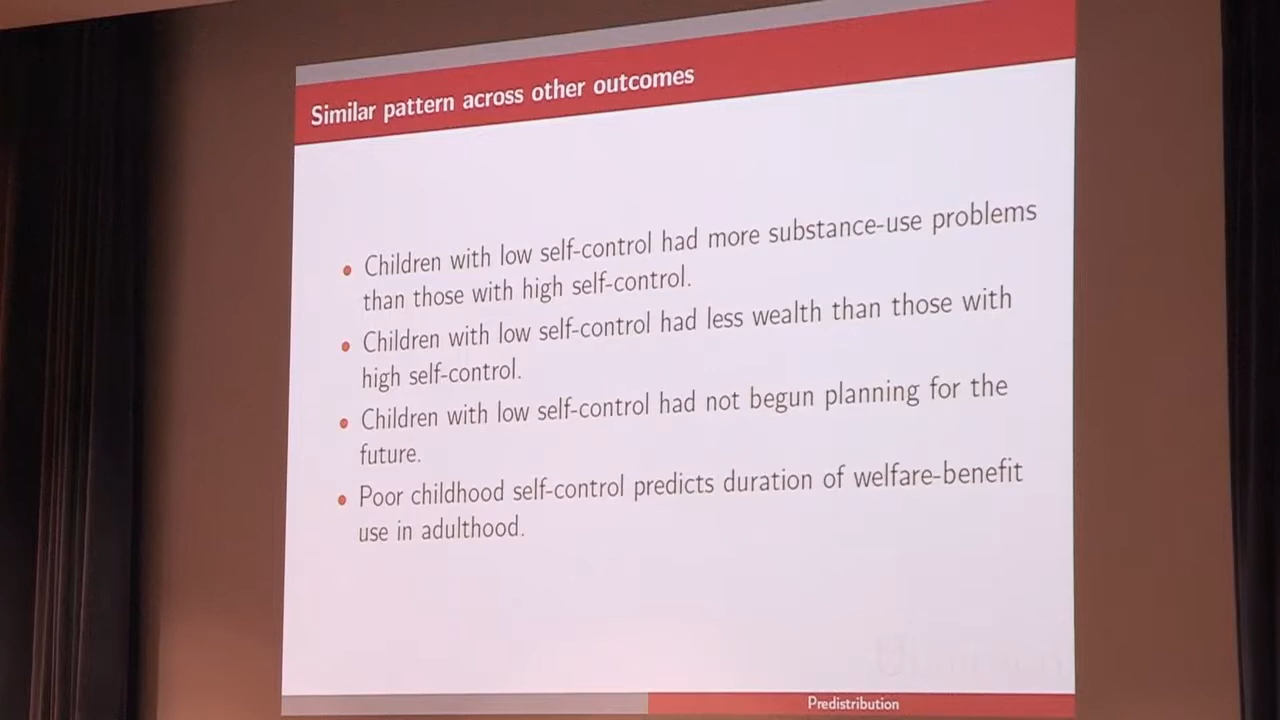 Similar pattern across other outcomes
Children with low self-control had more substance-use problems
than those with high self-control.
Children with low self-control had less wealth than those with
high self-control.
Children with low self-control had not begun planning for the
future.
Poor childhood self-control predicts duration of welfare-benefit
use in adulthood.
Predistribution